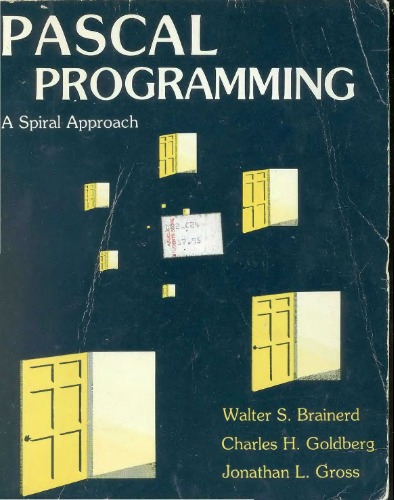 PASCAL
PROGRAMMING
A Spiral Approach
Walter S. Brainerd
Charles H. Goldberg
Jonathan L. Gross